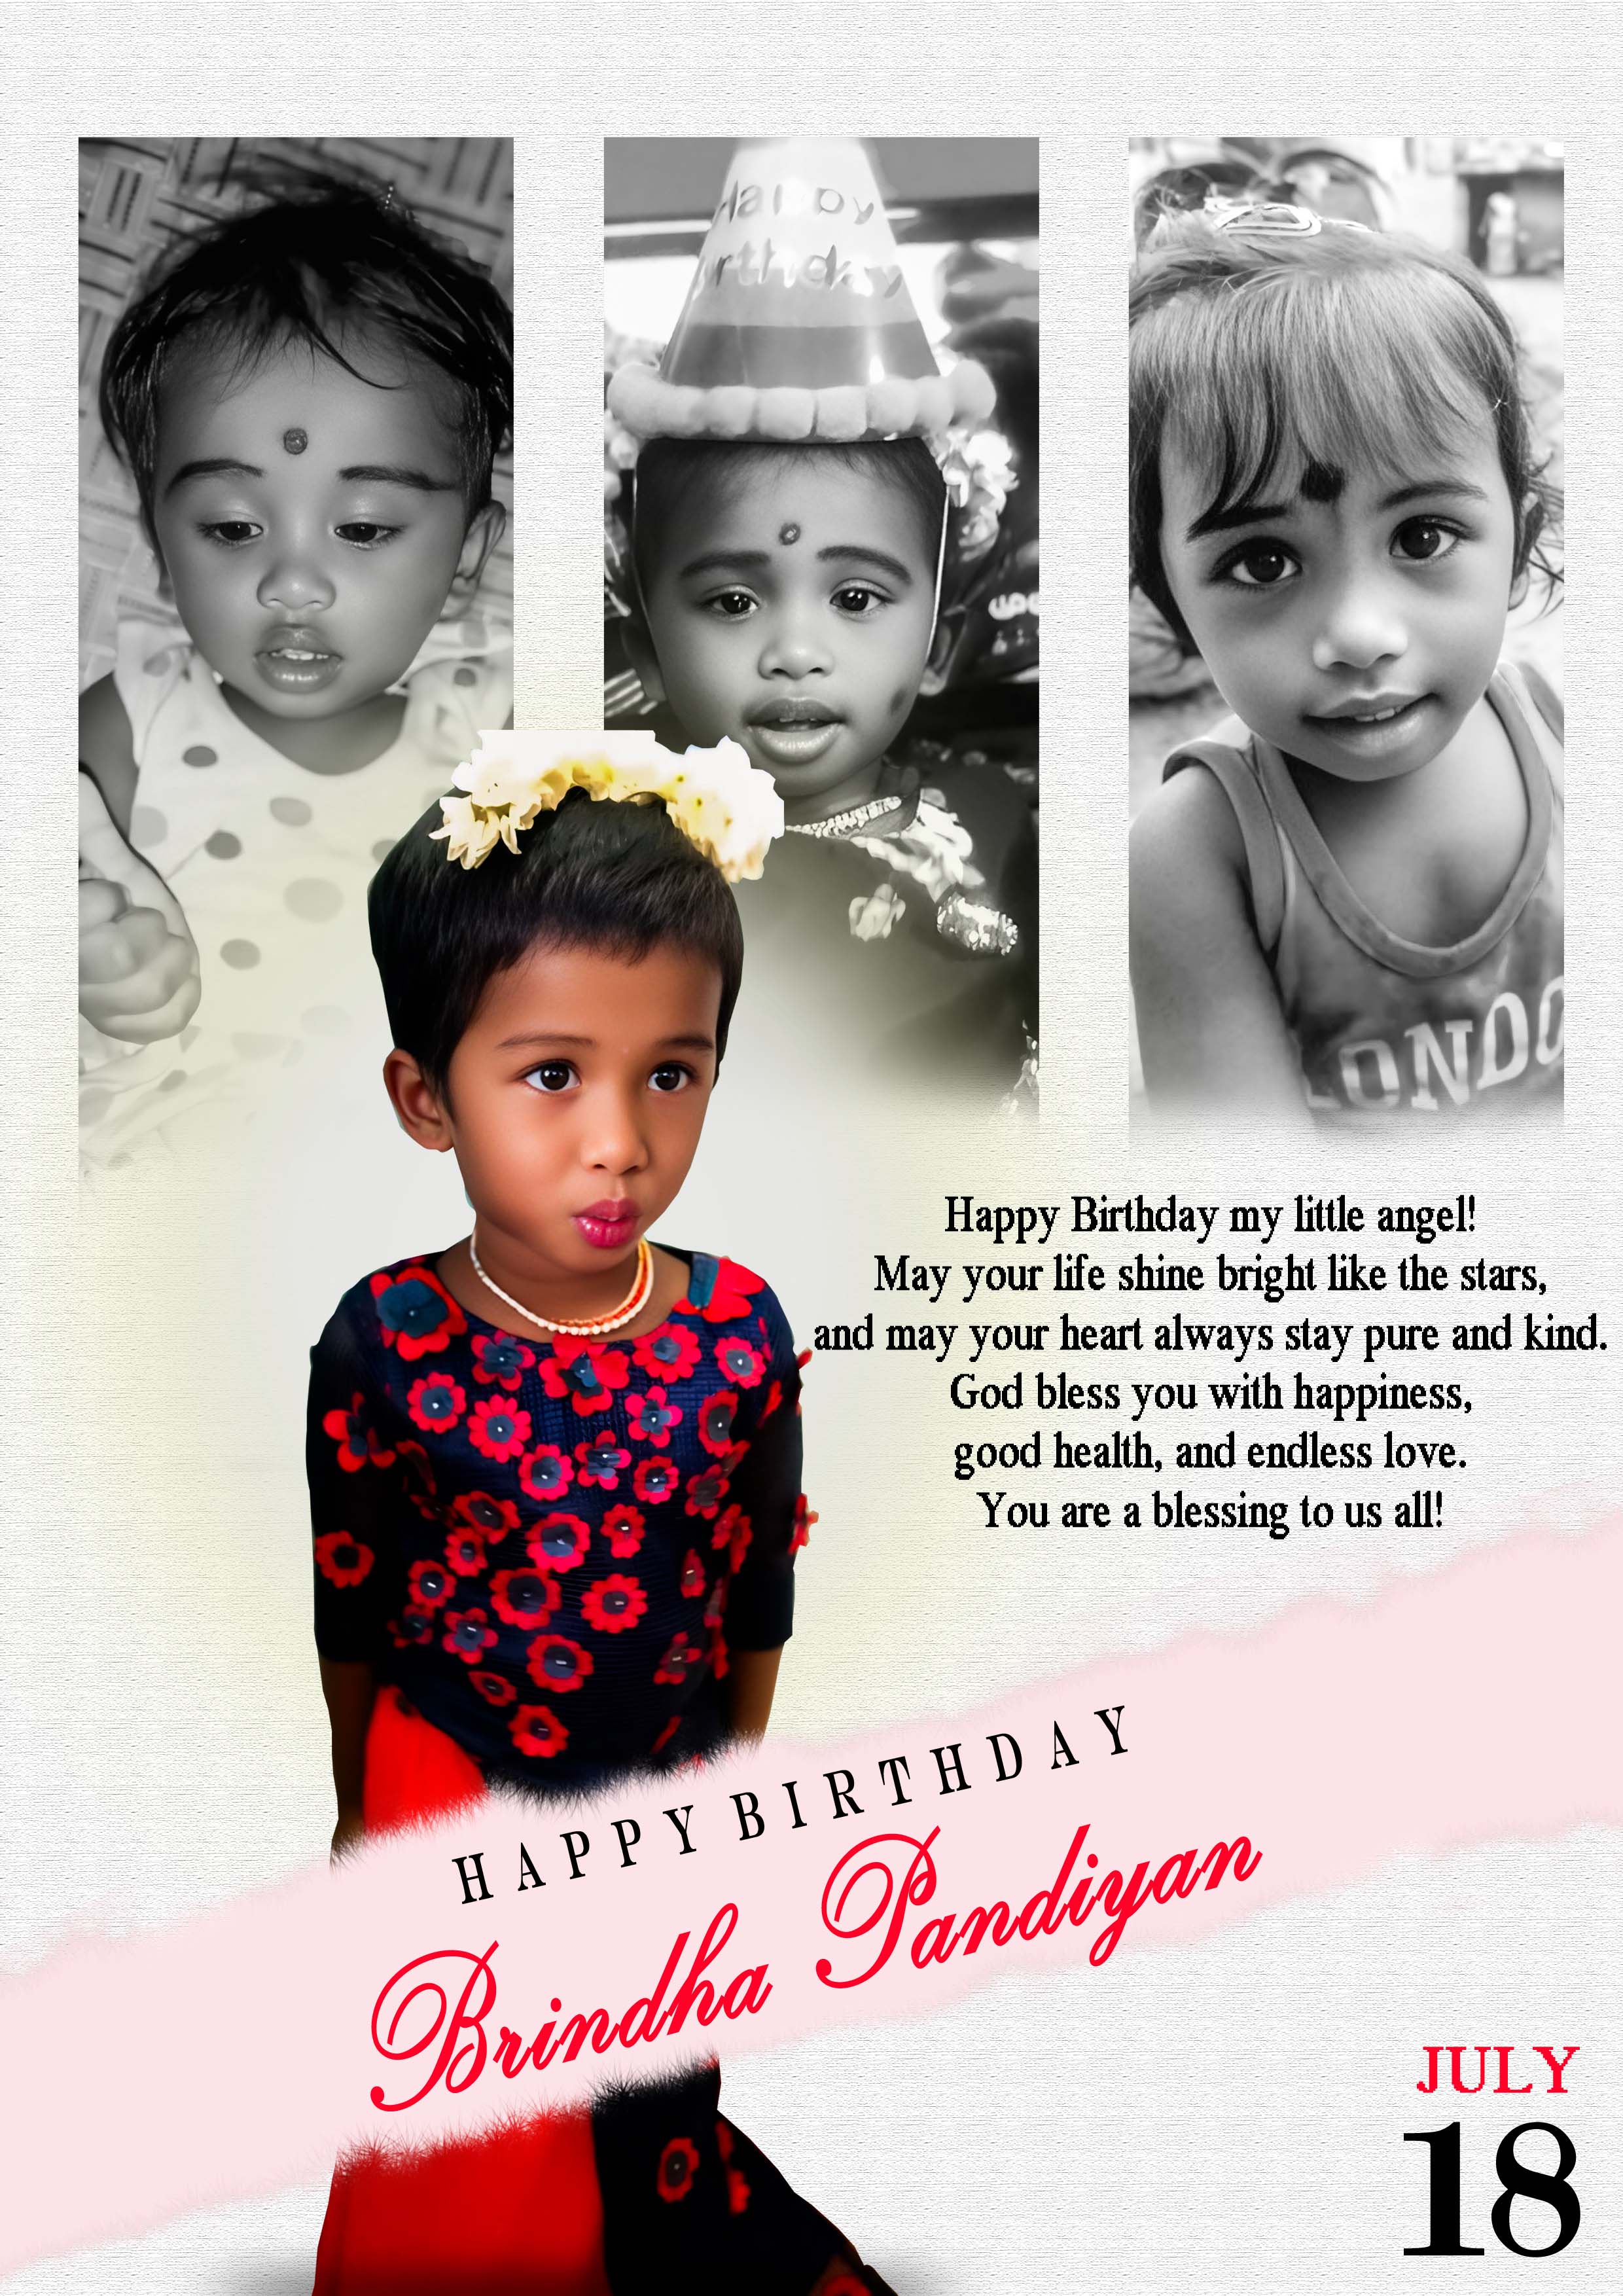 Happy
LONDO
Happy Birthday my little angel!
May your life shine bright like the stars,
and may your heart always stay pure and kind.
God bless you with happiness,
good health, and endless love.
You are a blessing to us all!
HAPPY BIRTHDAY
Brindha Pandiyan
JULY
18